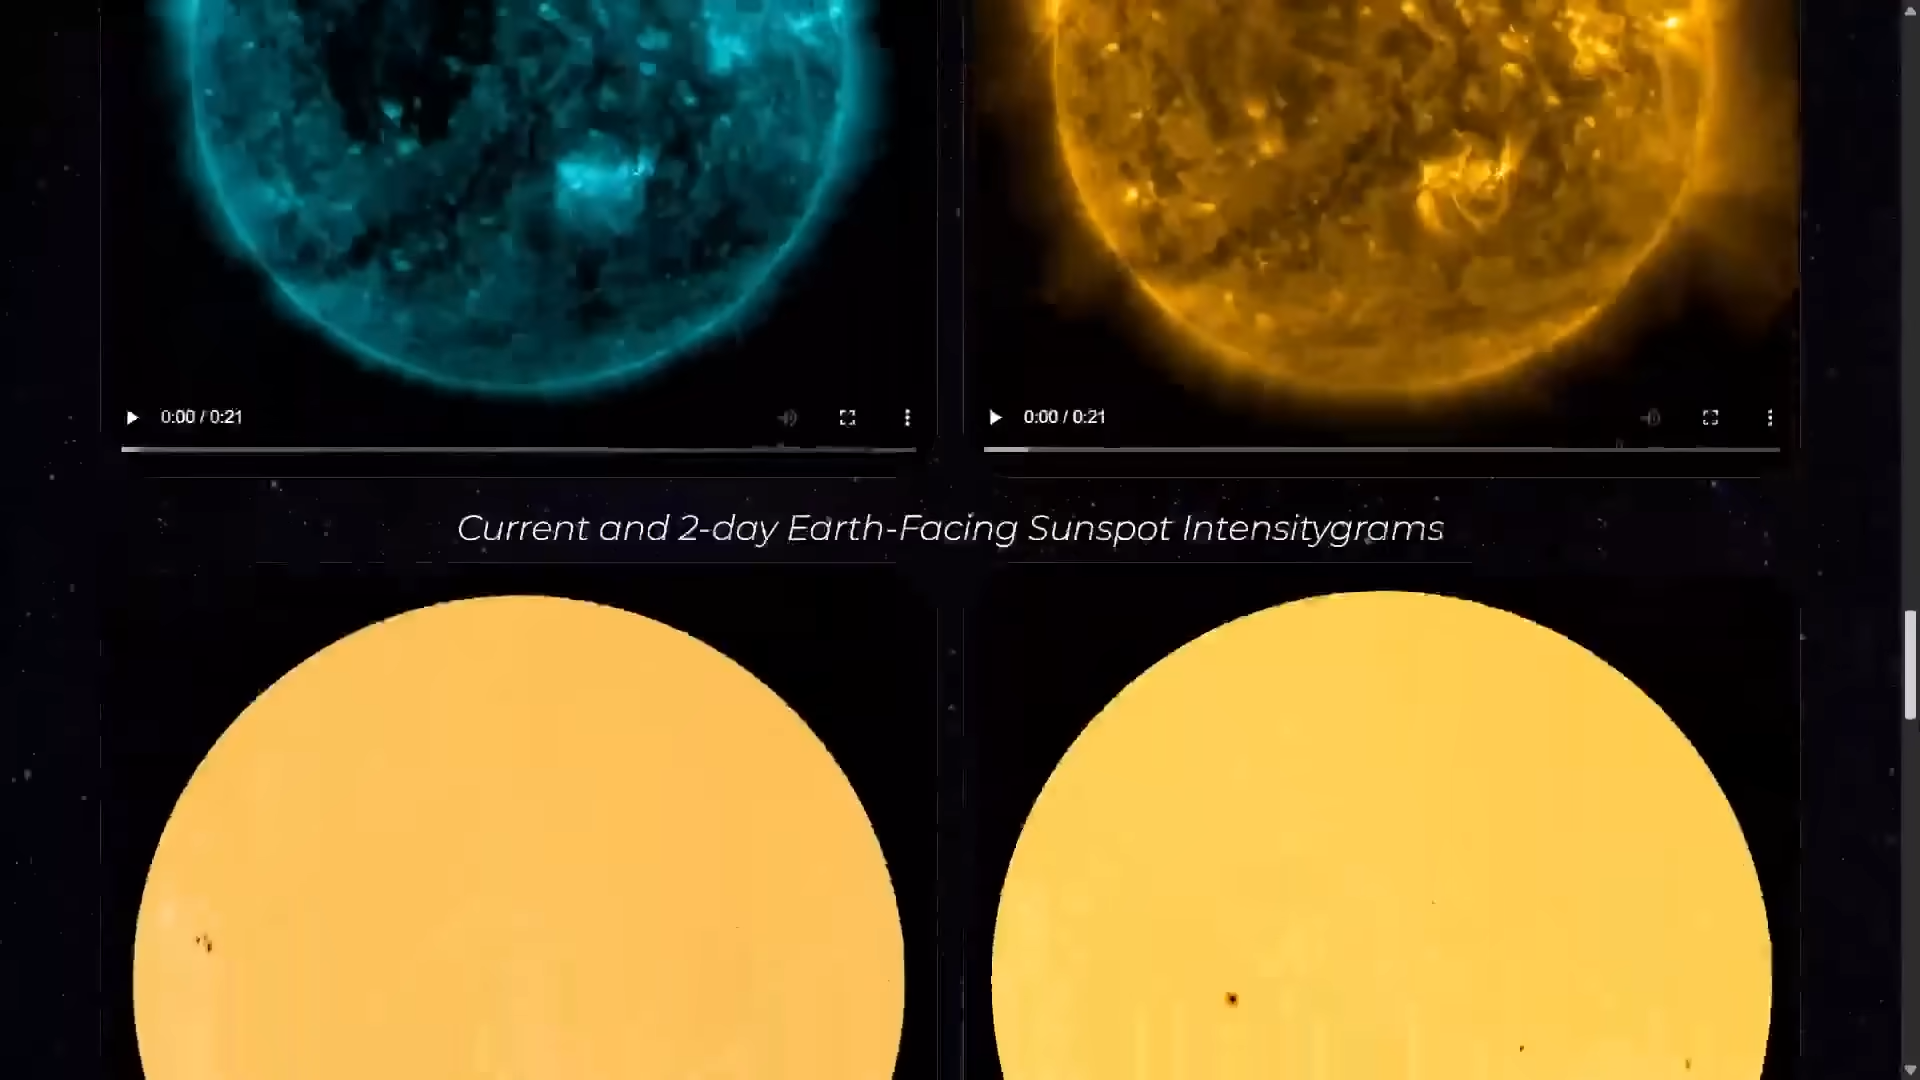 0:00 / 0:21
0:00 / 0:21
Current and 2-day Earth-Facing Sunspot Intensitygrams